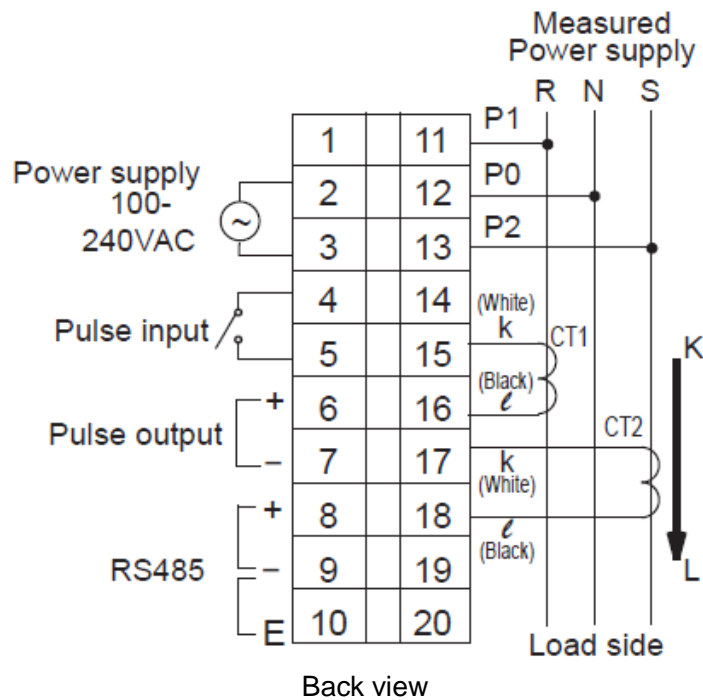 Measured
Power supply
R N S
P1
1 11
Power supply
100-
240VAC
~
P0
2 12
P2
3 13
4 14
(White)
k
CT1
K
Pulse input
5 15
(Black)
ℓ
+
6 16
Pulse output
CT2
−
7 17
k
(White)
+
8 18
ℓ
(Black)
RS485
−
9 19
L
E
10 20
Load side
Back view